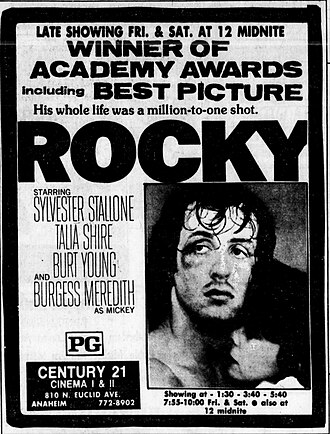 LATE SHOWING FRI. & SAT. AT 12 MIDNITE
WINNER OF
ACADEMY AWARDS
including BEST PICTURE
His whole life was a million-to-one shot.
ROCKY
STARRING
SYLVESTER STALLONE
TALIA SHIRE
BURT YOUNG
AND
BURGESS MEREDITH
AS MICKEY
PG
CENTURY 21
CINEMA I & II
810 N. EUCLID AVE.
ANAHEIM 772-8902
Showing at - 1:30 - 3:40 - 5:40
7:55-10:00 Fri. & Sat. @ also at
12 midnite